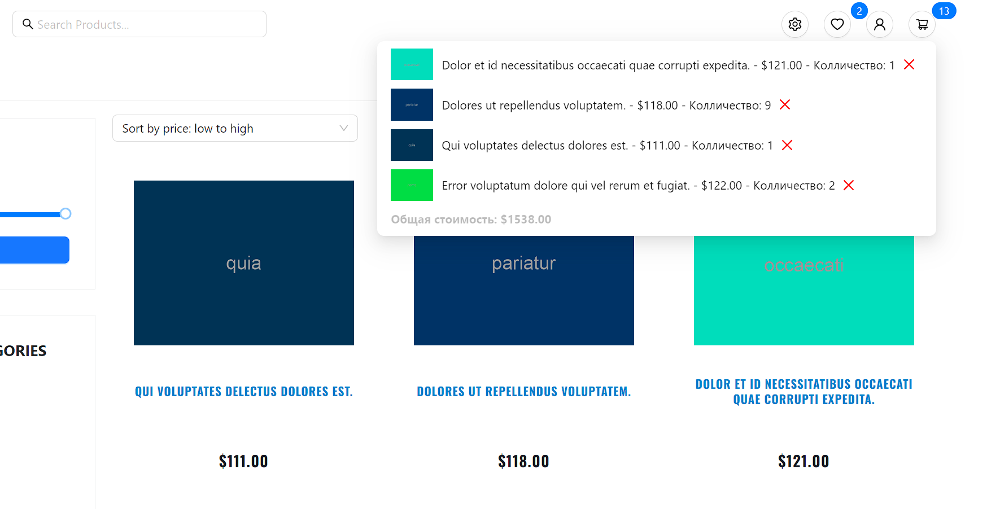 Search Products...
2
13
Dolor et id necessitatibus occaecati quae corrupti expedita. - $121.00 - Колличество: 1
pariatur
Dolores ut repellendus voluptatem. - $118.00 - Колличество: 9
quia
Qui voluptates delectus dolores est. - $111.00 - Колличество: 1
Error voluptatum dolore qui vel rerum et fugiat. - $122.00 - Колличество: 2
Общая стоимость: $1538.00
Sort by price: low to high
quia
pariatur
occaecati
GORIES
QUI VOLUPTATES DELECTUS DOLORES EST.
DOLORES UT REPELLENDUS VOLUPTATEM.
DOLOR ET ID NECESSITATIBUS OCCAECATI
QUAE CORRUPTI EXPEDITA.
$111.00
$118.00
$121.00